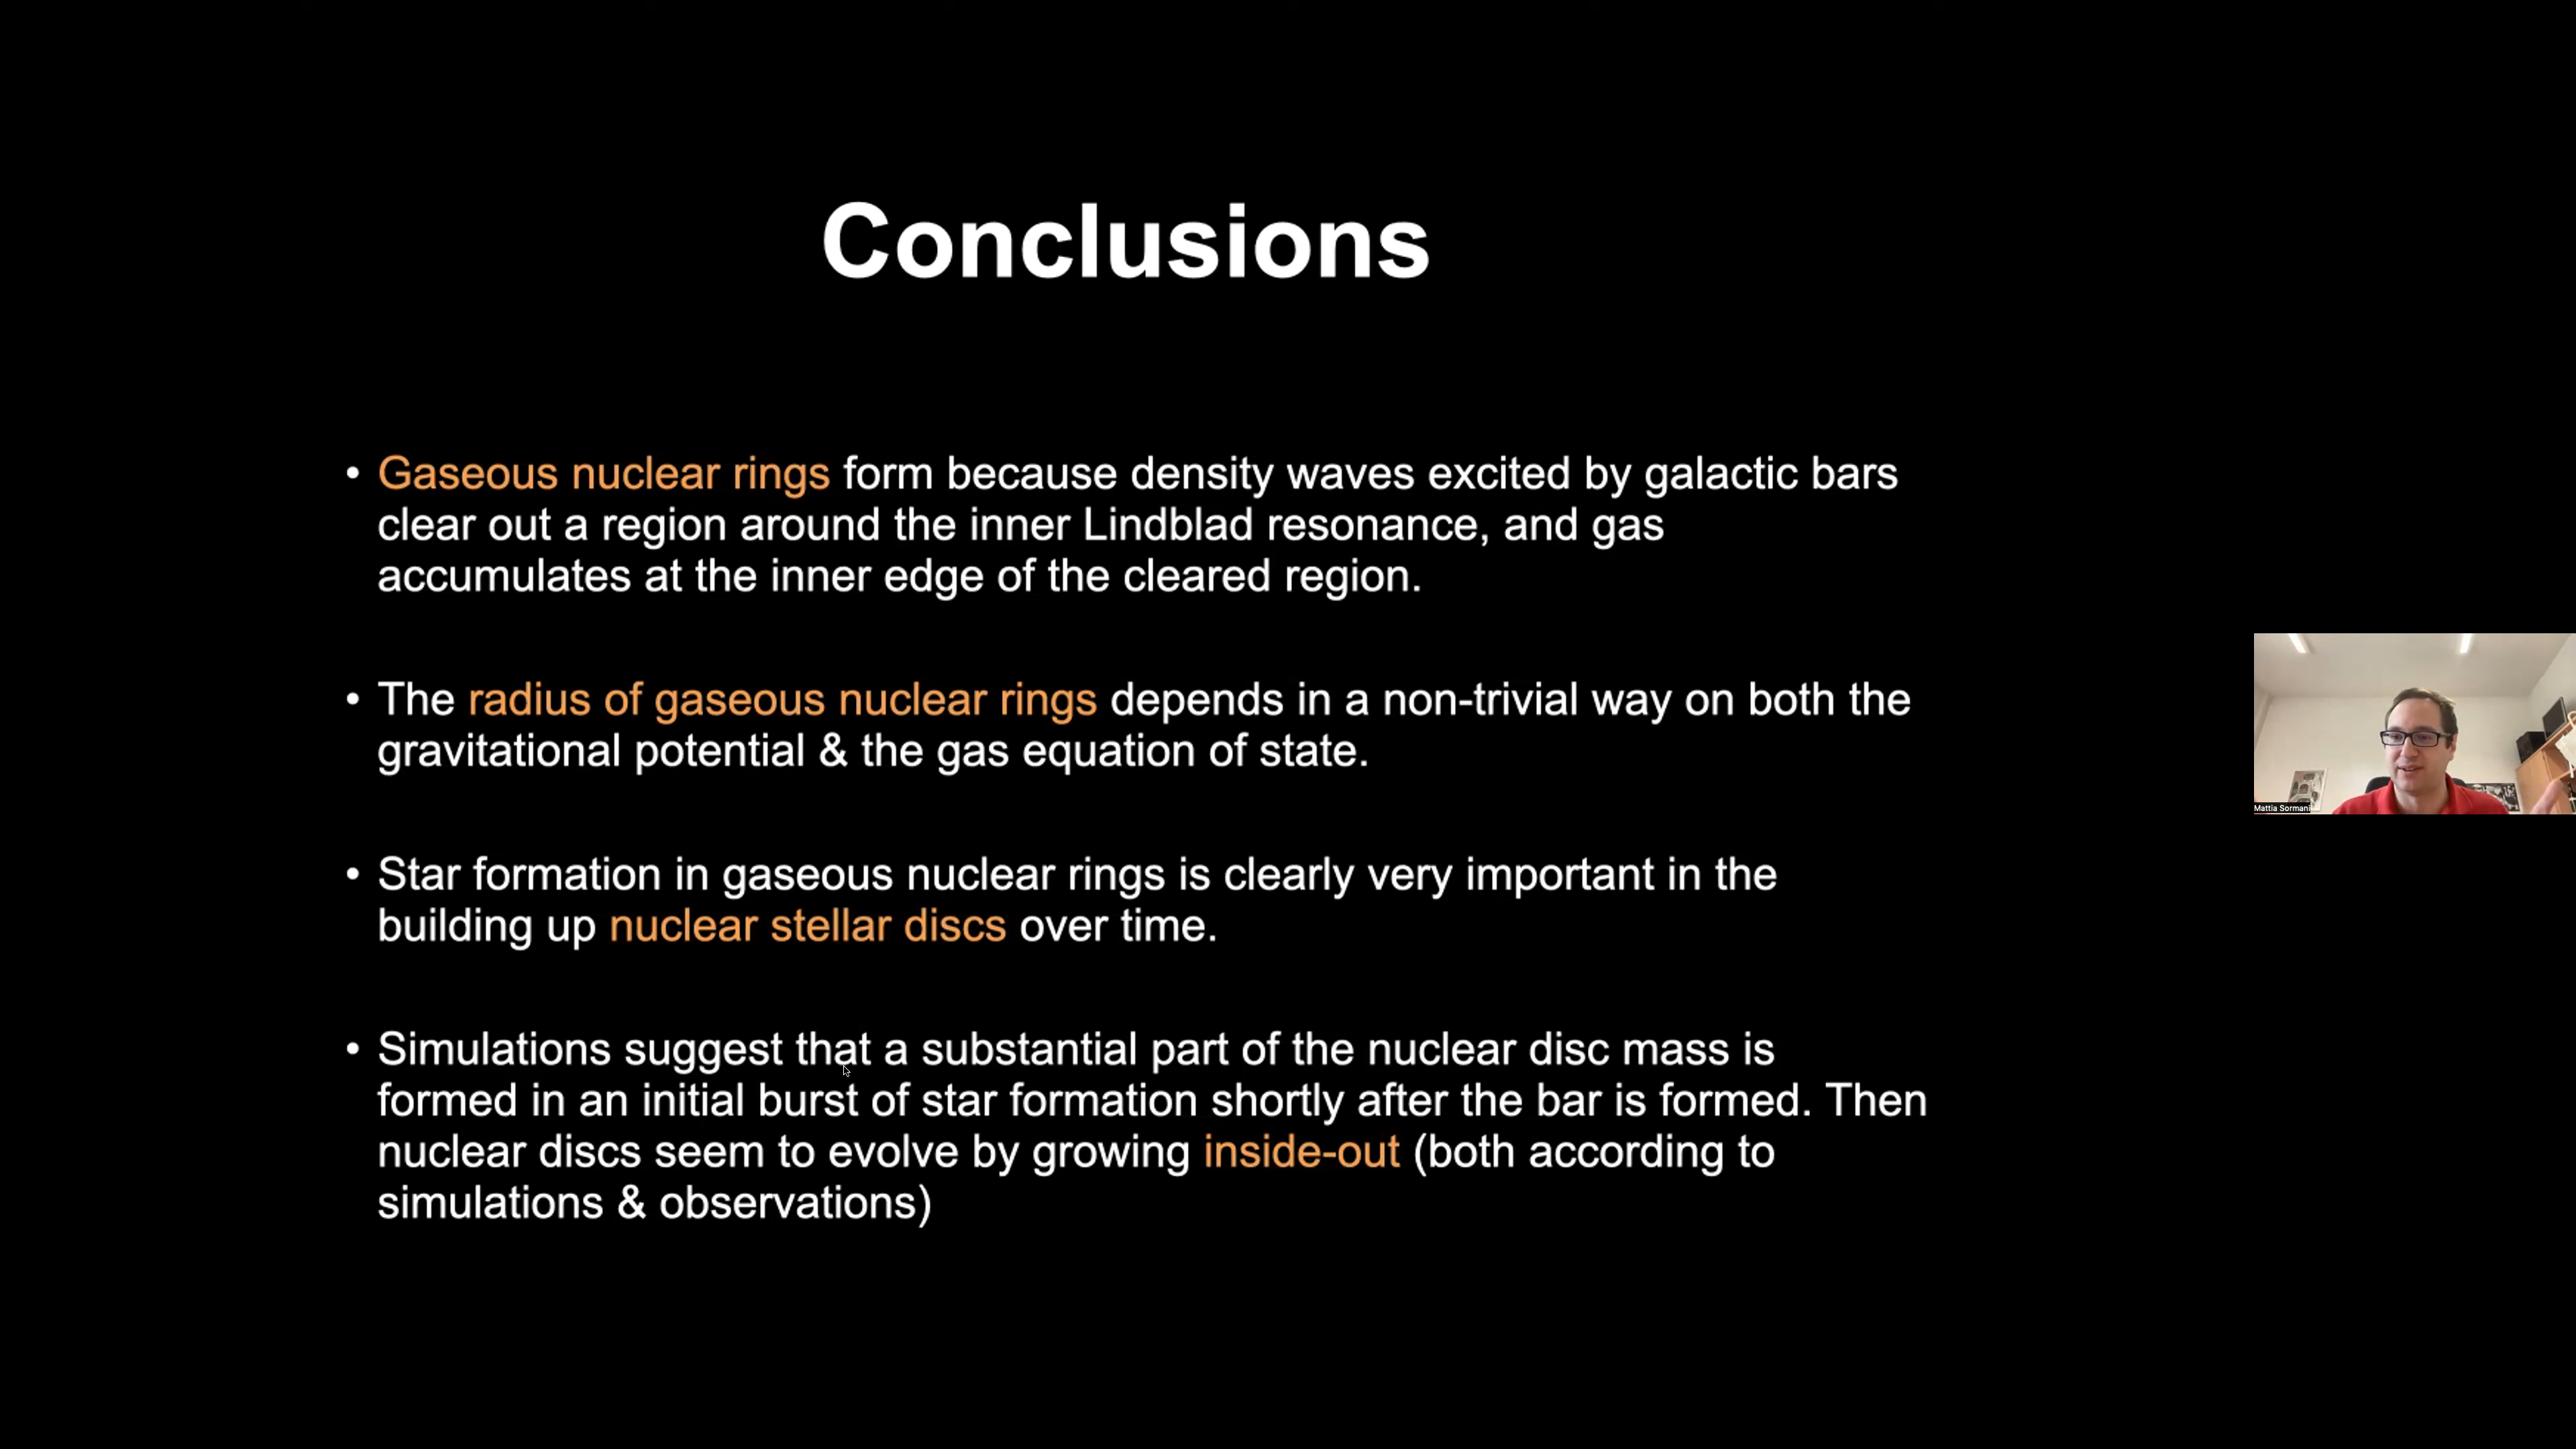 Conclusions
• Gaseous nuclear rings form because density waves excited by galactic bars
clear out a region around the inner Lindblad resonance, and gas
accumulates at the inner edge of the cleared region.
• The radius of gaseous nuclear rings depends in a non-trivial way on both the
gravitational potential & the gas equation of state.
• Star formation in gaseous nuclear rings is clearly very important in the
building up nuclear stellar discs over time.
• Simulations suggest that a substantial part of the nuclear disc mass is
formed in an initial burst of star formation shortly after the bar is formed. Then
nuclear discs seem to evolve by growing inside-out (both according to
simulations & observations)
Mattia Sormani